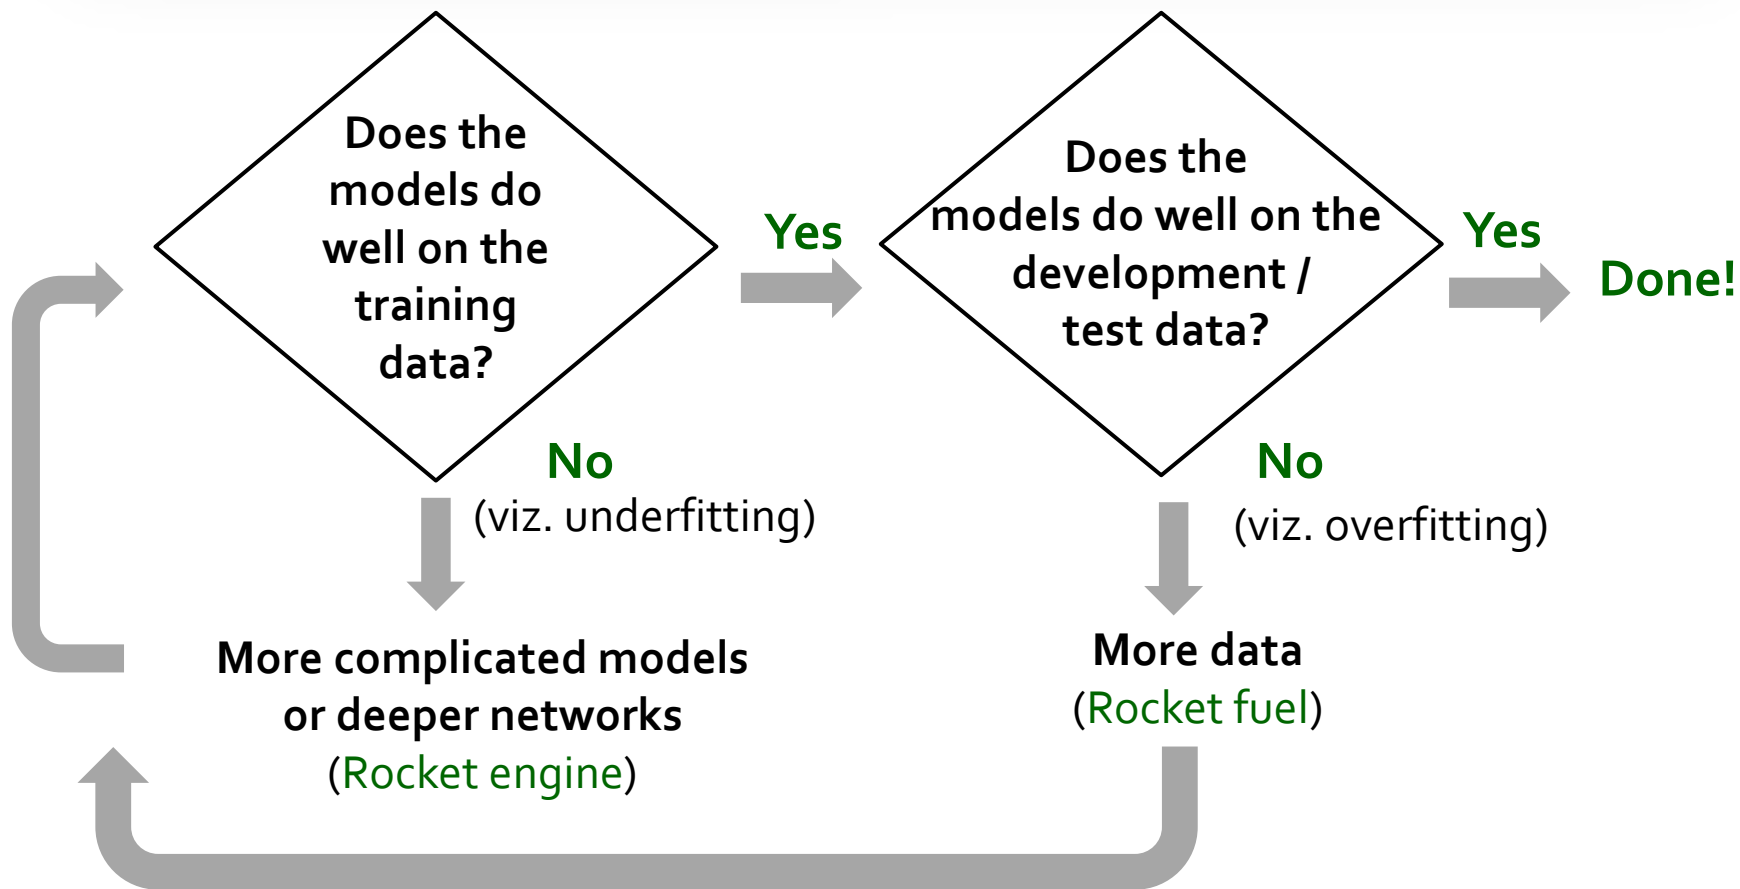 Does the
models do
well on the
training
data?
Yes
Does the
models do well on the
development /
test data?
Yes
Done!
No
(viz. underfitting)
No
(viz. overfitting)
More complicated models
or deeper networks
(Rocket engine)
More data
(Rocket fuel)